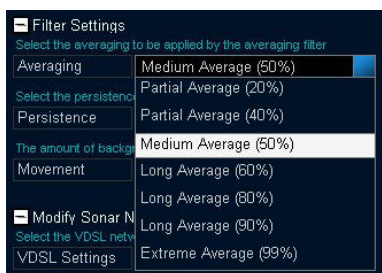 Filter Settings
Select the averaging to be applied by the averaging filter
Averaging Medium Average (50%)
Select the persistenc
Partial Average (20%)
Persistence Partial Average (40%)
The amount of backgr
Medium Average (50%)
Movement Long Average (60%)
Long Average (80%)
Modify Sonar N
Long Average (90%)
Select the VDSL netw
VDSL Settings Extreme Average (99%)